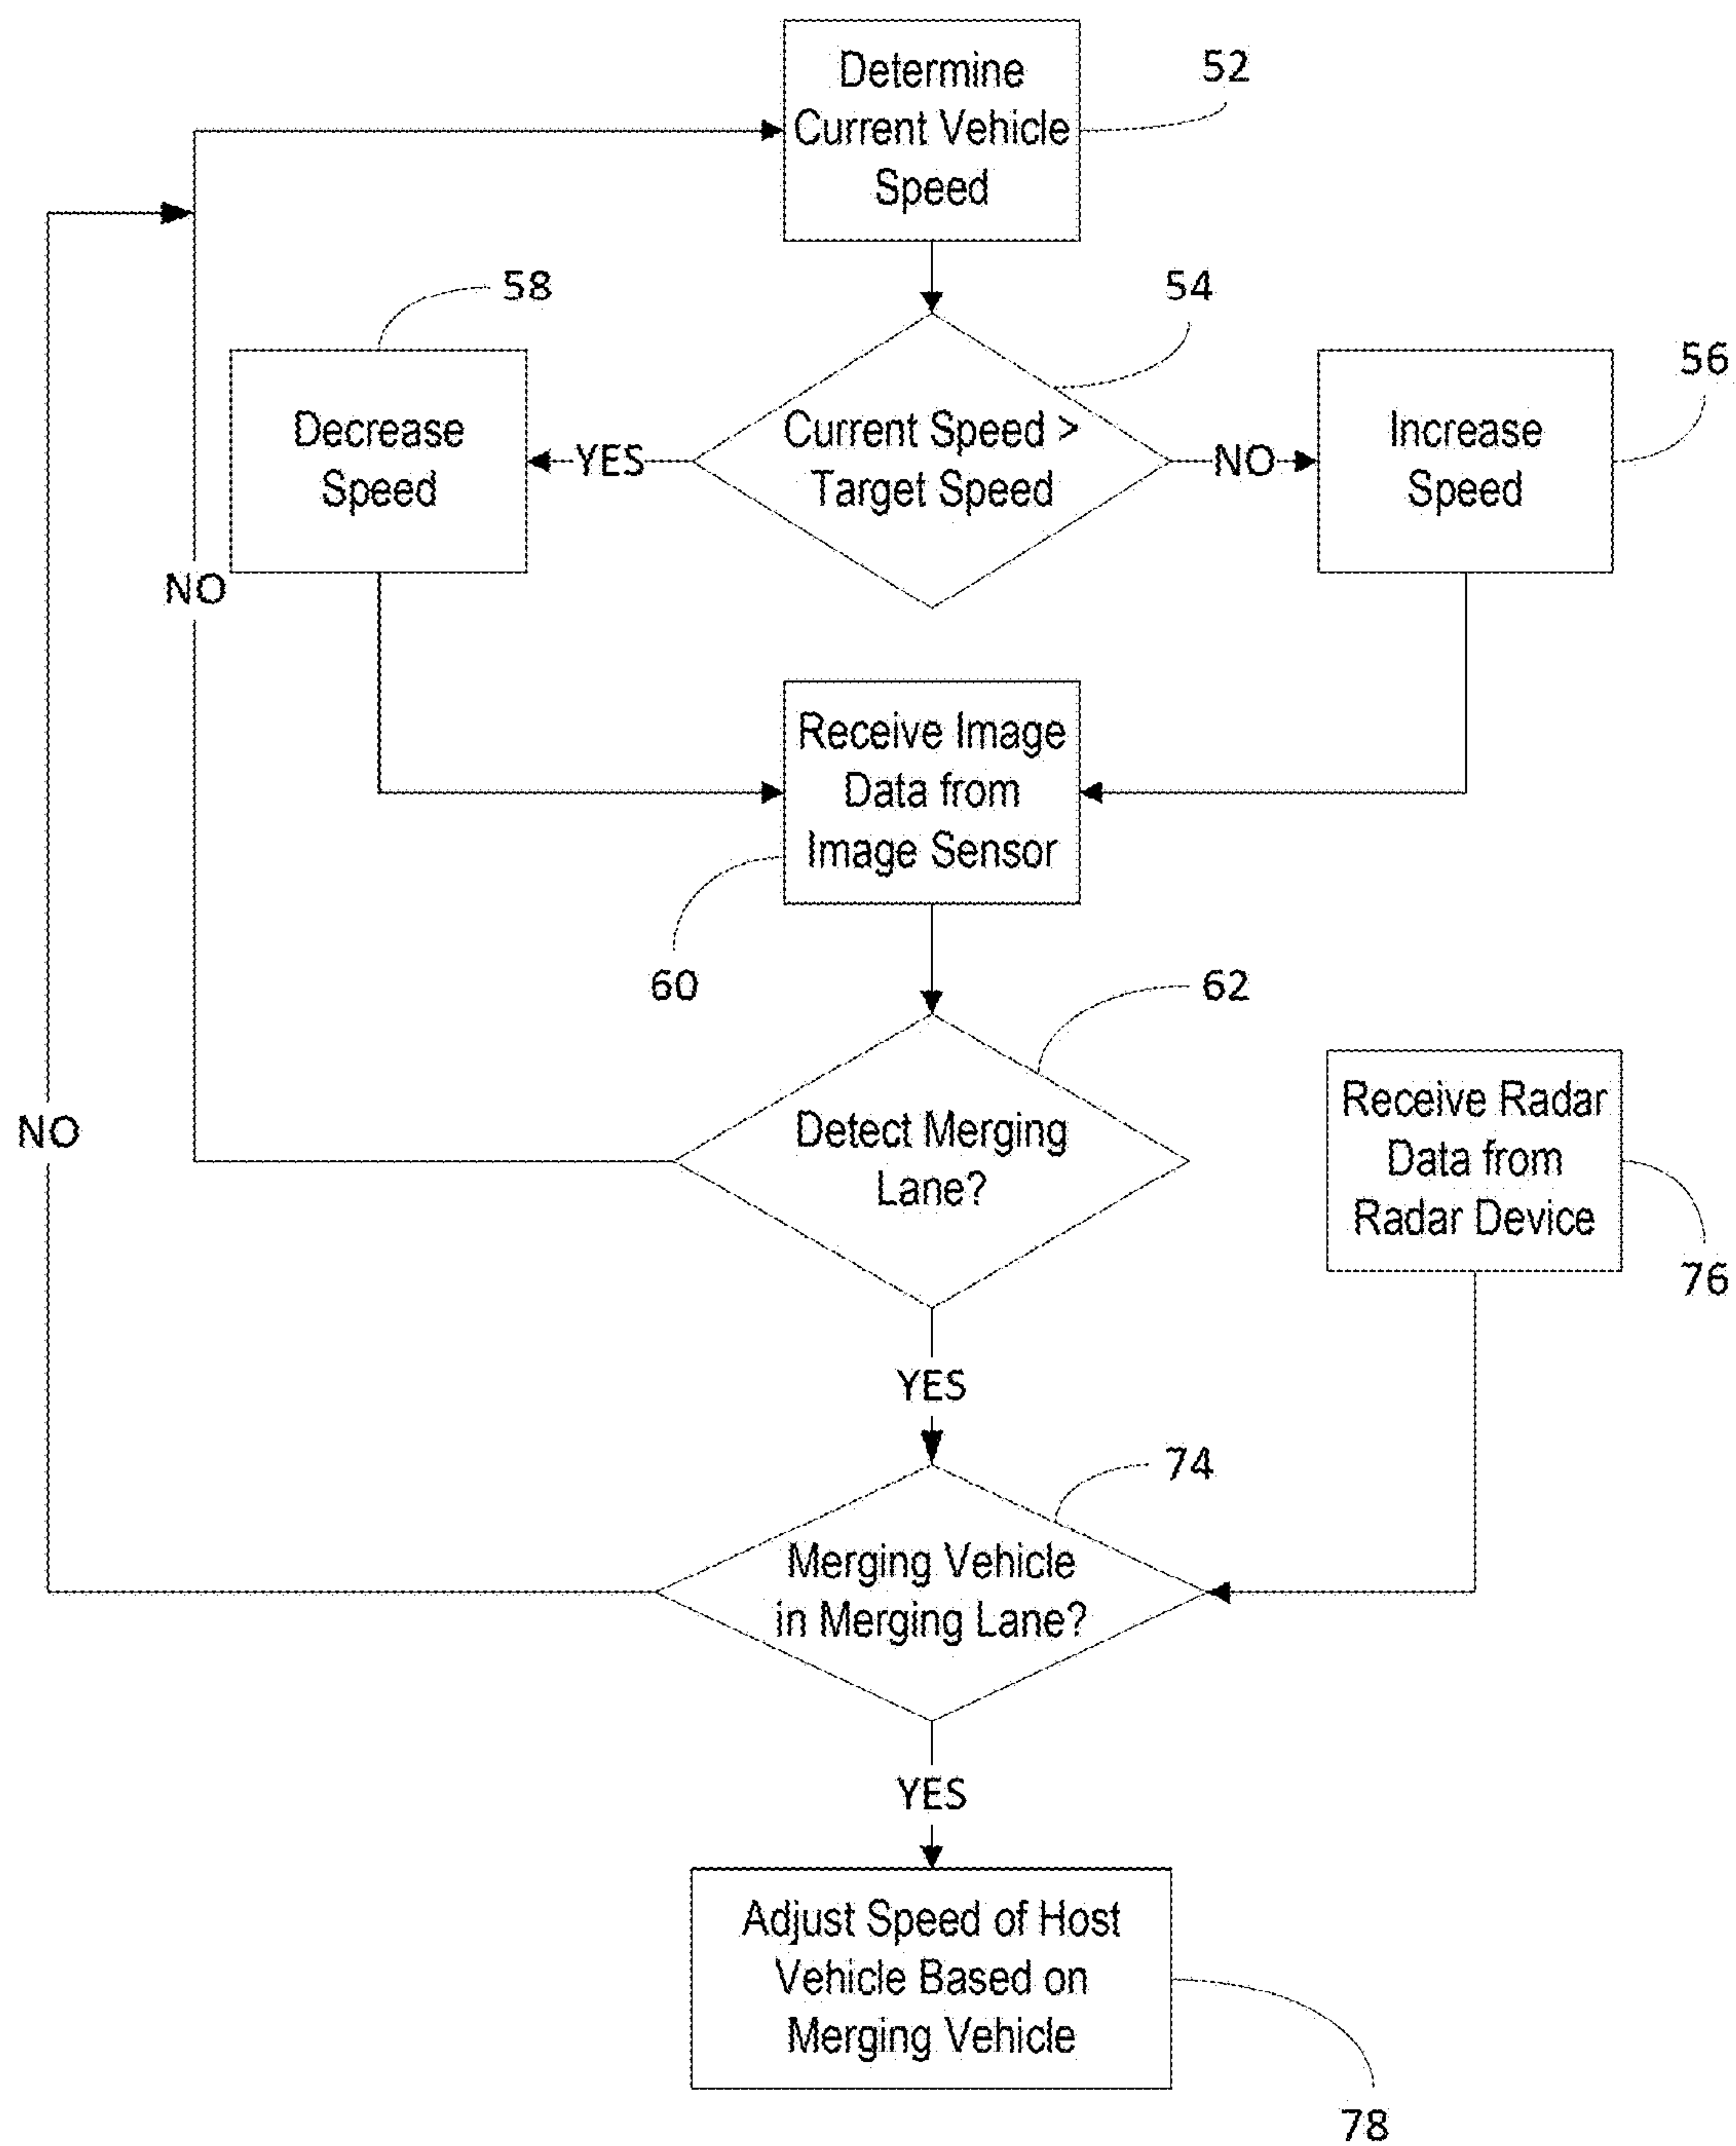 Determine
Current Vehicle
Speed
52
58
54
56
Decrease
Speed
YES
Current Speed >
Target Speed
NO
Increase
Speed
NO
Receive Image
Data from
Image Sensor
60
62
NO
Detect Merging
Lane?
Receive Radar
Data from
Radar Device
76
YES
74
Merging Vehicle
in Merging Lane?
YES
Adjust Speed of Host
Vehicle Based on
Merging Vehicle
78